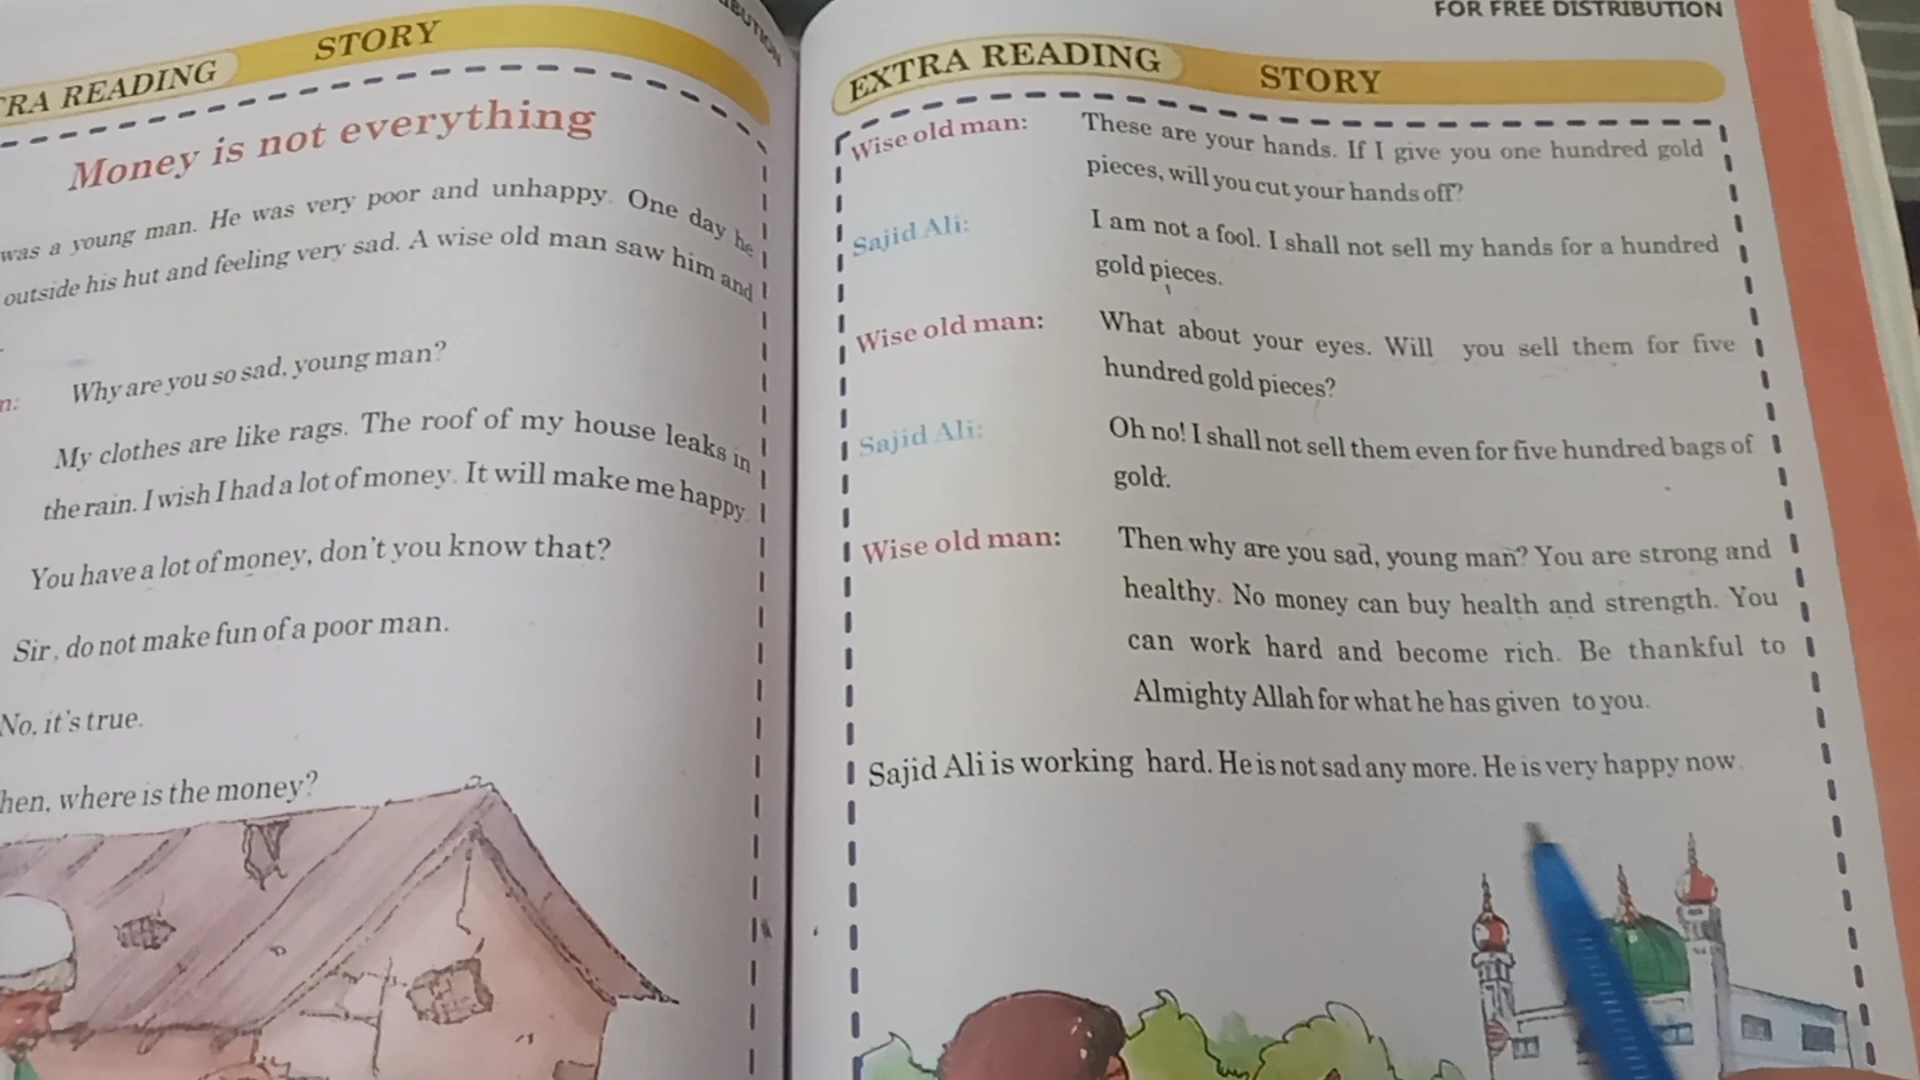 RA READING STORY
Money is not everything
was a young man. He was very poor and unhappy. One day he
outside his hut and feeling very sad. A wise old man saw him and
n: Why are you so sad, young man?
My clothes are like rags. The roof of my house leaks in
the rain. I wish I had a lot of money. It will make me happy.
You have a lot of money, don't you know that?
Sir, do not make fun of a poor man.
No, it's true.
hen, where is the money?
BUTION
FOR FREE DISTRIBUTION
EXTRA READING STORY
Wise old man: These are your hands. If I give you one hundred gold
pieces, will you cut your hands off?
Sajid Ali: I am not a fool. I shall not sell my hands for a hundred
gold pieces.
Wise old man: What about your eyes. Will you sell them for five
hundred gold pieces?
Sajid Ali: Oh no! I shall not sell them even for five hundred bags of
gold.
Wise old man: Then why are you sad, young man? You are strong and
healthy. No money can buy health and strength. You
can work hard and become rich. Be thankful to
Almighty Allah for what he has given to you.
Sajid Ali is working hard. He is not sad any more. He is very happy now.